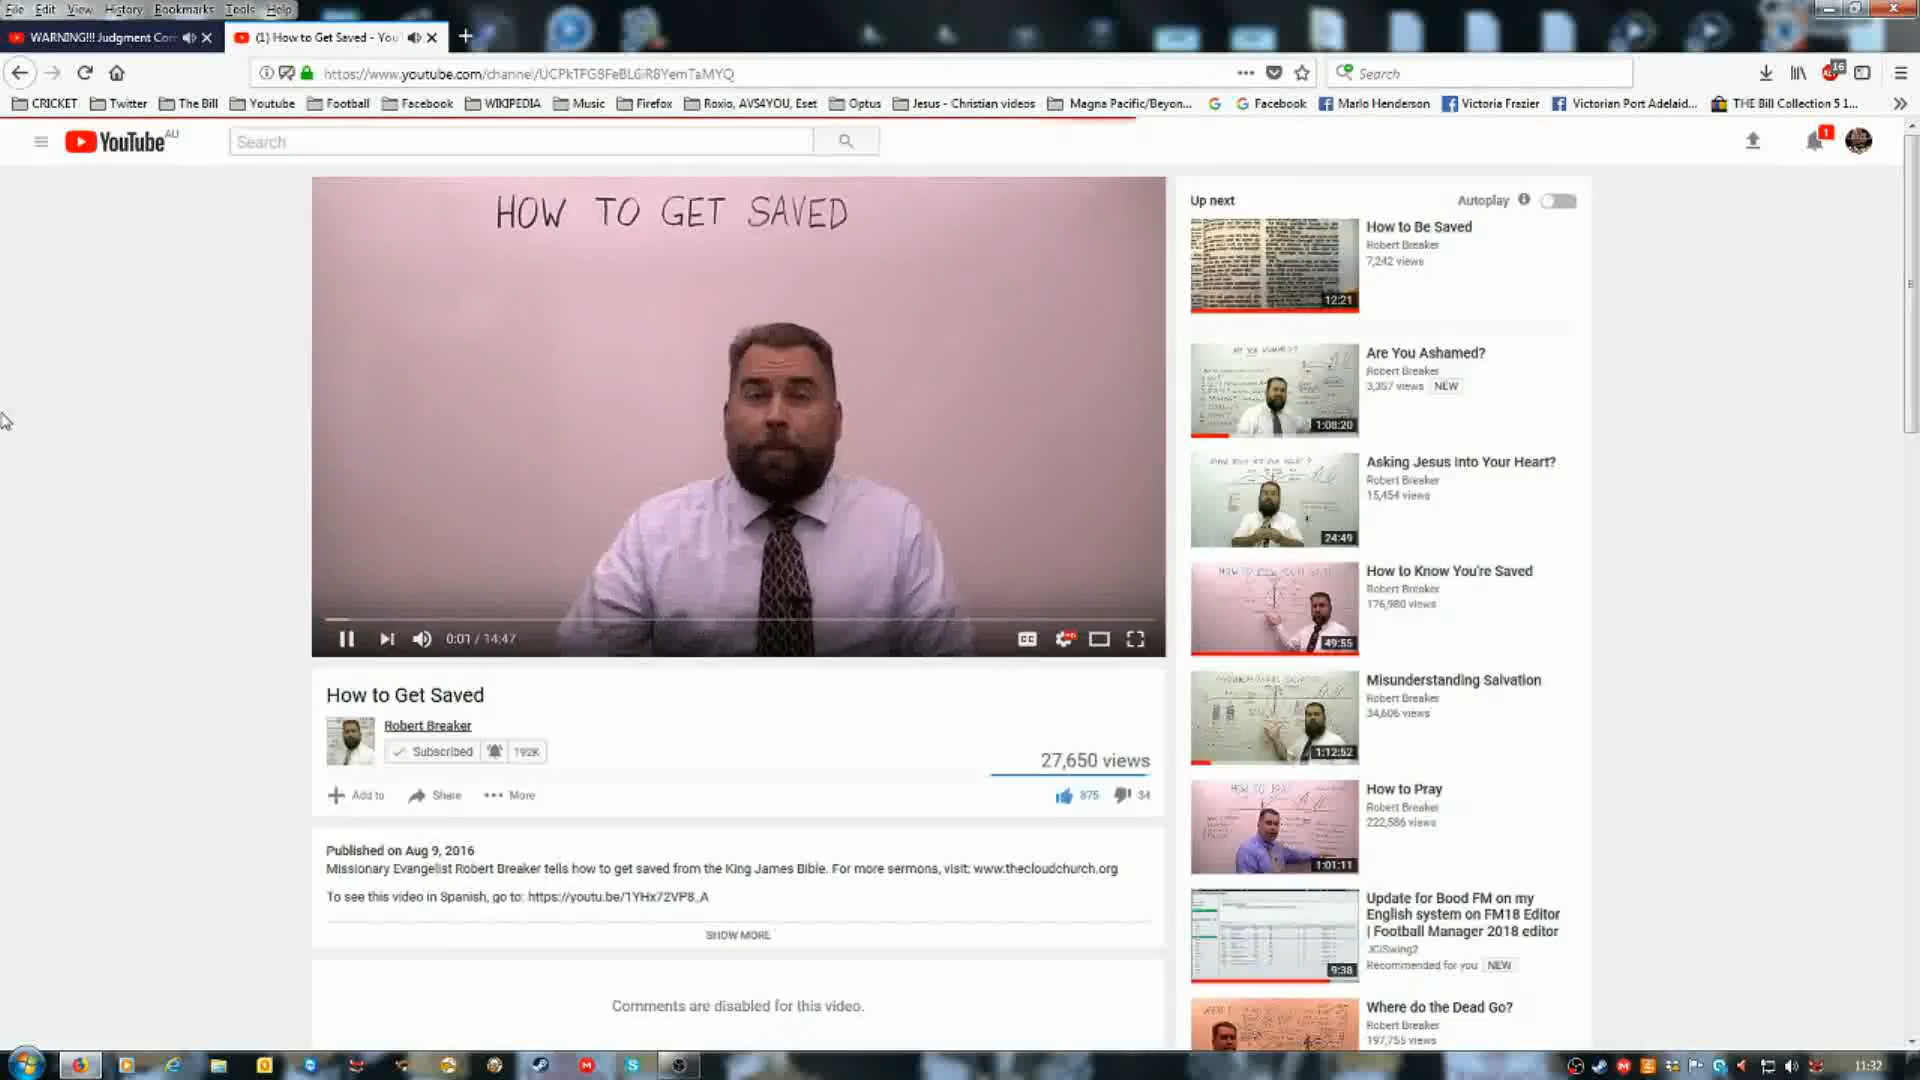 File Edit View History Bookmarks Tools Help
WARNING!!! Judgment Com
(1) How to Get Saved - You
https://www.youtube.com/channel/UCPkTFG8FeBL6iR8YemTaMYQ
Search
16
CRICKET Twitter The Bill Youtube Football Facebook WIKIPEDIA Music Firefox Roxio, AVS4YOU, Eset Optus Jesus - Christian videos Magna Pacific/Beyon... Facebook Marlo Henderson Victoria Frazier Victorian Port Adelaid... THE Bill Collection 5 1...
YouTube AU
Search
1
HOW TO GET SAVED
0:01 / 14:47
CC
How to Get Saved
Robert Breaker
Subscribed 192K
27,650 views
Add to Share More
875 34
Published on Aug 9, 2016
Missionary Evangelist Robert Breaker tells how to get saved from the King James Bible. For more sermons, visit: www.thecloudchurch.org
To see this video in Spanish, go to: https://youtu.be/1YHx72VP8_A
SHOW MORE
Comments are disabled for this video.
Up next
Autoplay
12:21
How to Be Saved
Robert Breaker
7,242 views
1:08:20
Are You Ashamed?
Robert Breaker
3,357 views NEW
24:49
Asking Jesus Into Your Heart?
Robert Breaker
15,454 views
49:55
How to Know You're Saved
Robert Breaker
176,980 views
1:12:52
Misunderstanding Salvation
Robert Breaker
34,606 views
HOW TO PRAY
1:01:11
How to Pray
Robert Breaker
222,586 views
9:38
Update for Bood FM on my
English system on FM18 Editor
| Football Manager 2018 editor
JCiSwing2
Recommended for you NEW
Where do the Dead Go?
Robert Breaker
197,755 views
11:32